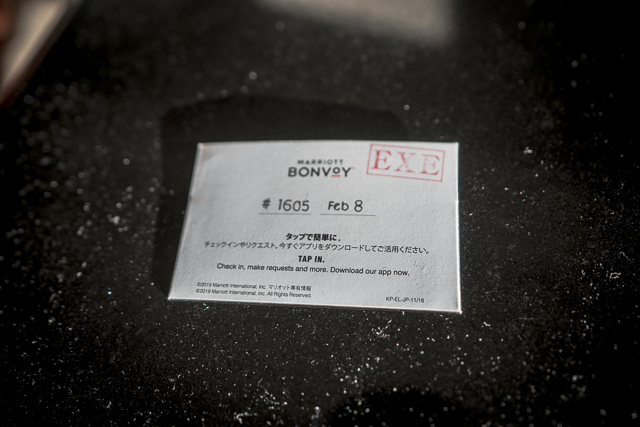 MARRIOTT
BONVOY
EXE
# 1605 Feb 8
タップで簡単に。
チェックインやリクエスト。今すぐアプリをダウンロードしてご活用ください。
TAP IN.
Check in, make requests and more. Download our app now.
©2019 Marriott International, Inc. マリオット専有情報
©2019 Marriott International, Inc. All Rights Reserved.
KP-EL-JP-11/18